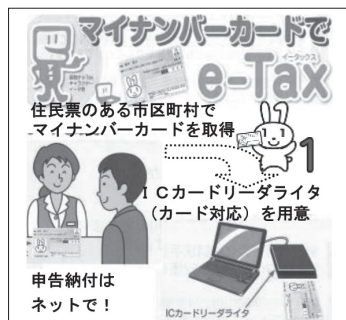 マイナンバーカードで
e-Tax
イータックス
住民票のある市区町村で
マイナンバーカードを取得
1
ICカードリーダライタ
（カード対応）を用意
申告納付は
ネットで！
ICカードリーダライタ